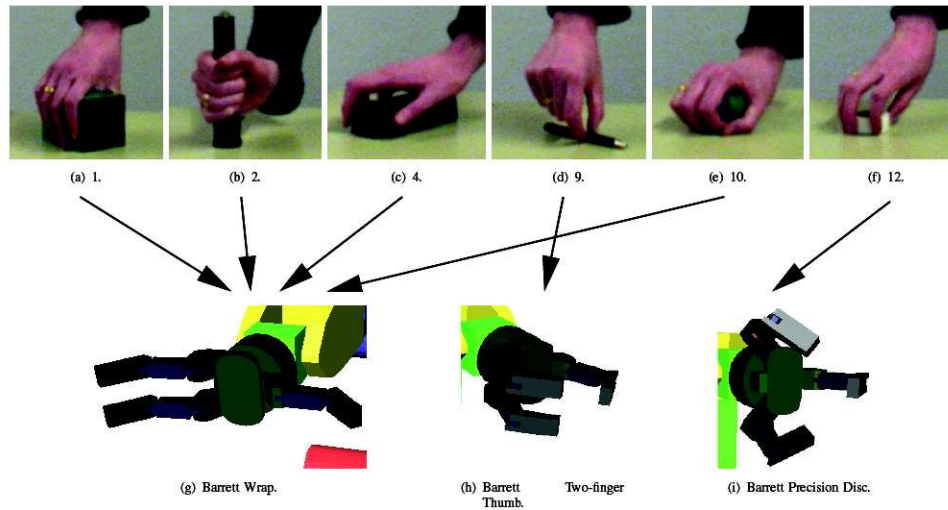 (a) 1.
(b) 2.
(c) 4.
(d) 9.
(e) 10.
(f) 12.
(g) Barrett Wrap.
(h) Barrett Two-finger
Thumb.
(i) Barrett Precision Disc.